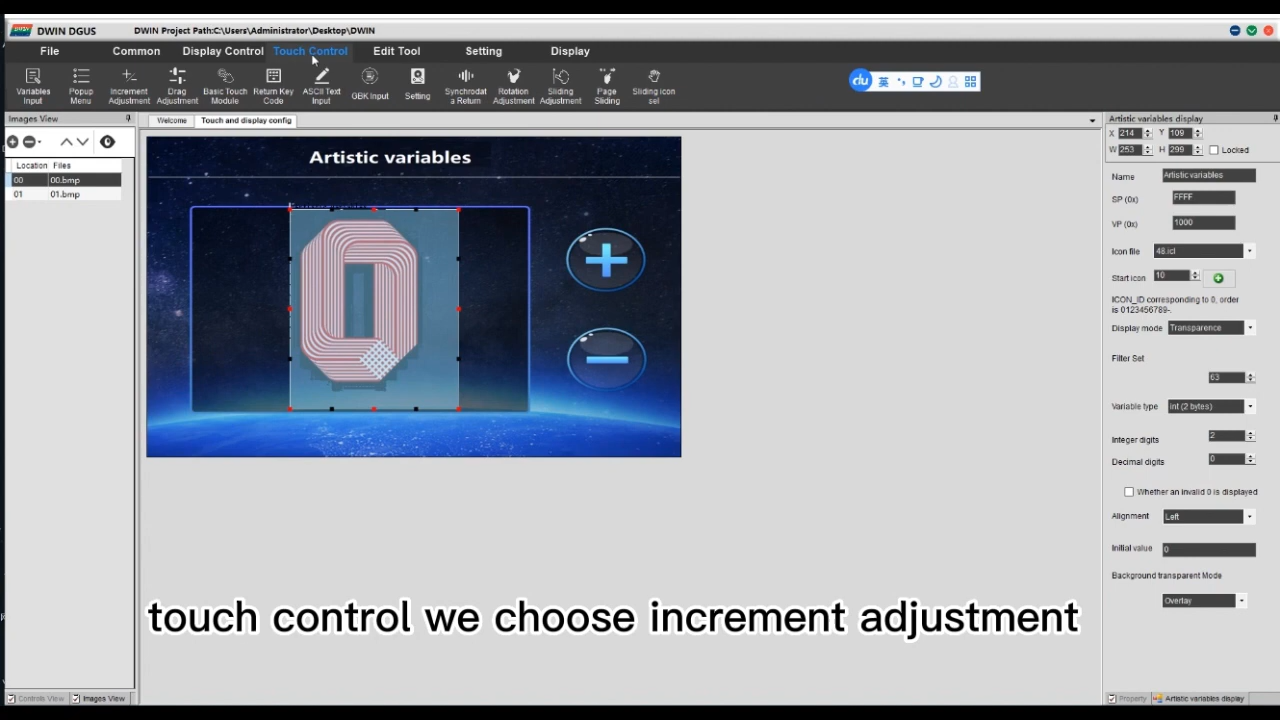 DWIN DGUS DWIN Project Path:C:\Users\Administrator\Desktop\DWIN
File Common Display Control Touch Control Edit Tool Setting Display
Variables Input
Popup Menu
Increment Adjustment
Drag Adjustment
Basic Touch Module
Return Key Code
ASCII Text Input
GBK Input
Setting
Synchrodat a Return
Rotation Adjustment
Sliding Adjustment
Page Sliding
Sliding icon sel
du 英
Images View
Location Files
00 00.bmp
01 01.bmp
Controls View Images View
Welcome Touch and display config
Artistic variables
0
touch control we choose increment adjustment
Artistic variables display
X 214 Y 109
W 253 H 299 Locked
Name Artistic variables
SP (0x) FFFF
VP (0x) 1000
Icon file 48.icl
Start icon 10
ICON_ID corresponding to 0, order
is 0123456789-.
Display mode Transparence
Filter Set
63
Variable type int (2 bytes)
Integer digits 2
Decimal digits 0
Whether an invalid 0 is displayed
Alignment Left
Initial value 0
Background transparent Mode
Overlay
Property Artistic variables display